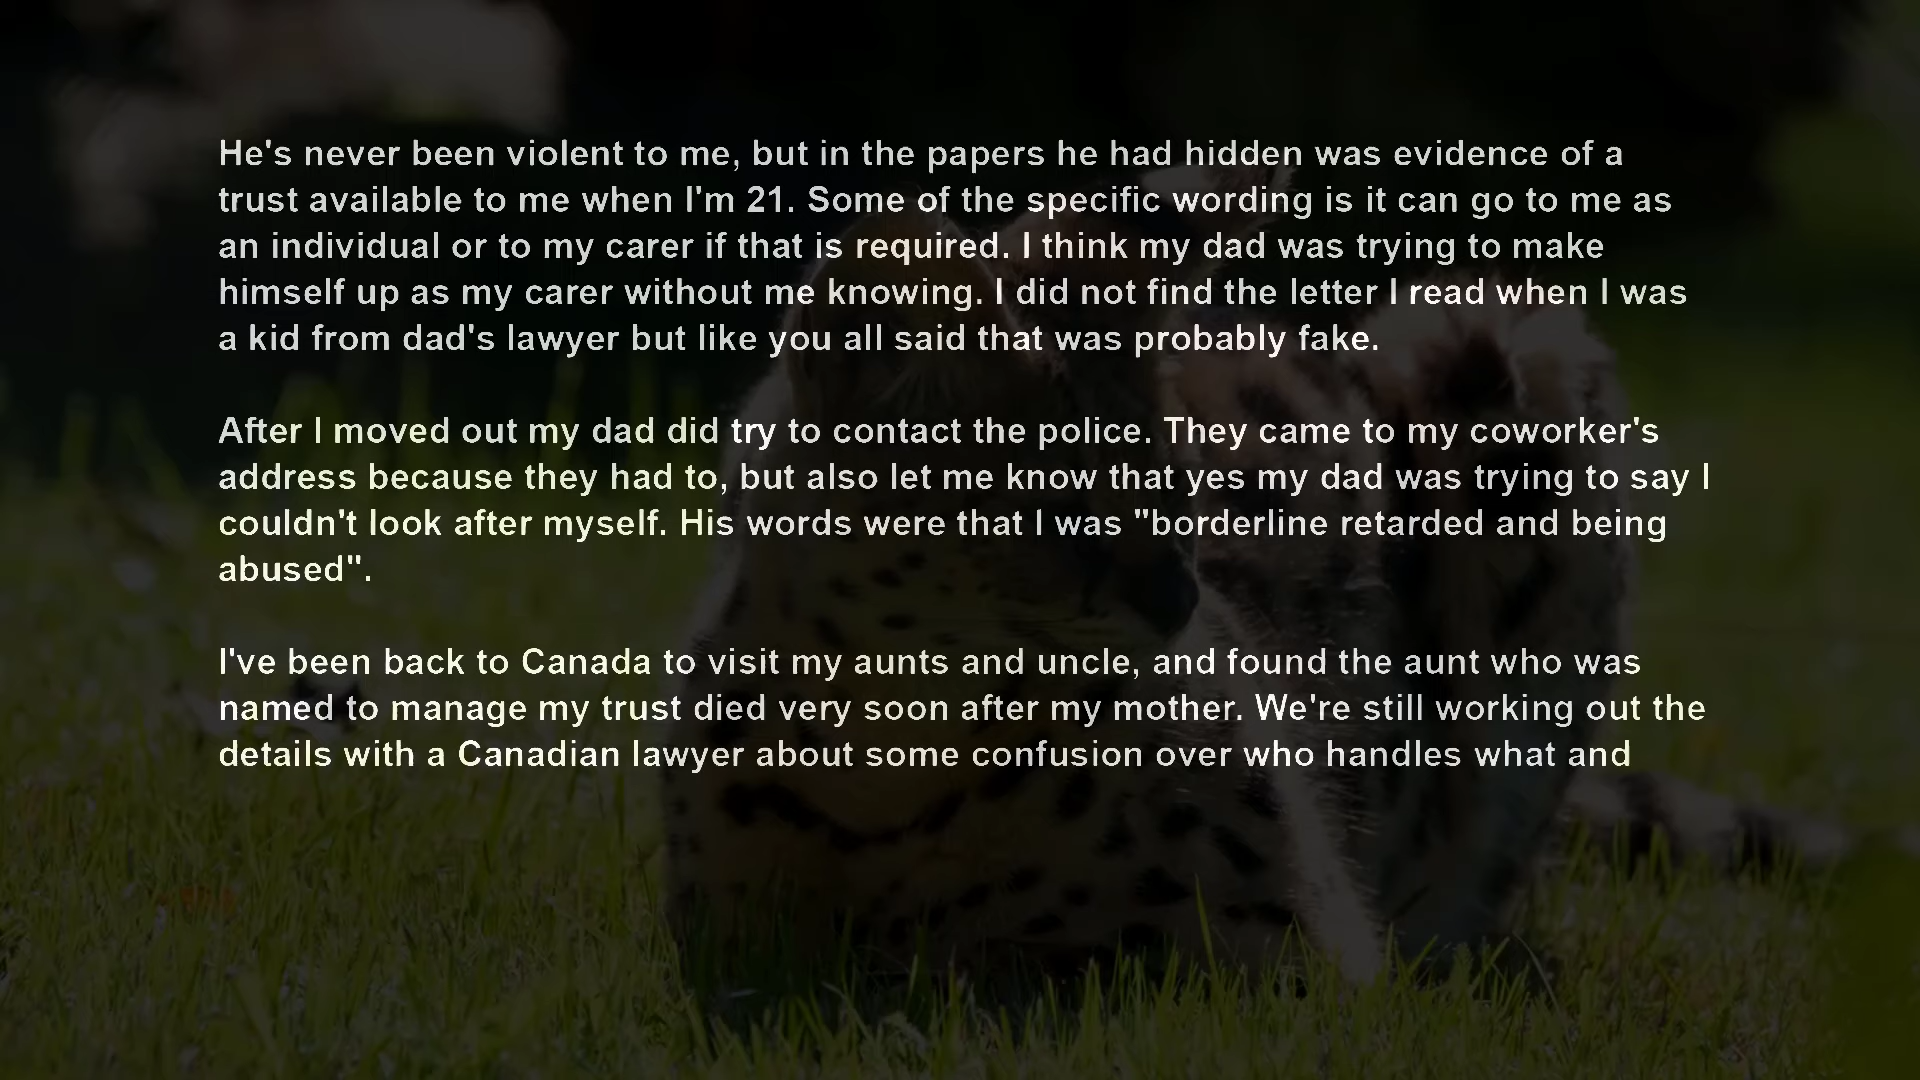 He's never been violent to me, but in the papers he had hidden was evidence of a
trust available to me when I'm 21. Some of the specific wording is it can go to me as
an individual or to my carer if that is required. I think my dad was trying to make
himself up as my carer without me knowing. I did not find the letter I read when I was
a kid from dad's lawyer but like you all said that was probably fake.
After I moved out my dad did try to contact the police. They came to my coworker's
address because they had to, but also let me know that yes my dad was trying to say I
couldn't look after myself. His words were that I was "borderline retarded and being
abused".
I've been back to Canada to visit my aunts and uncle, and found the aunt who was
named to manage my trust died very soon after my mother. We're still working out the
details with a Canadian lawyer about some confusion over who handles what and